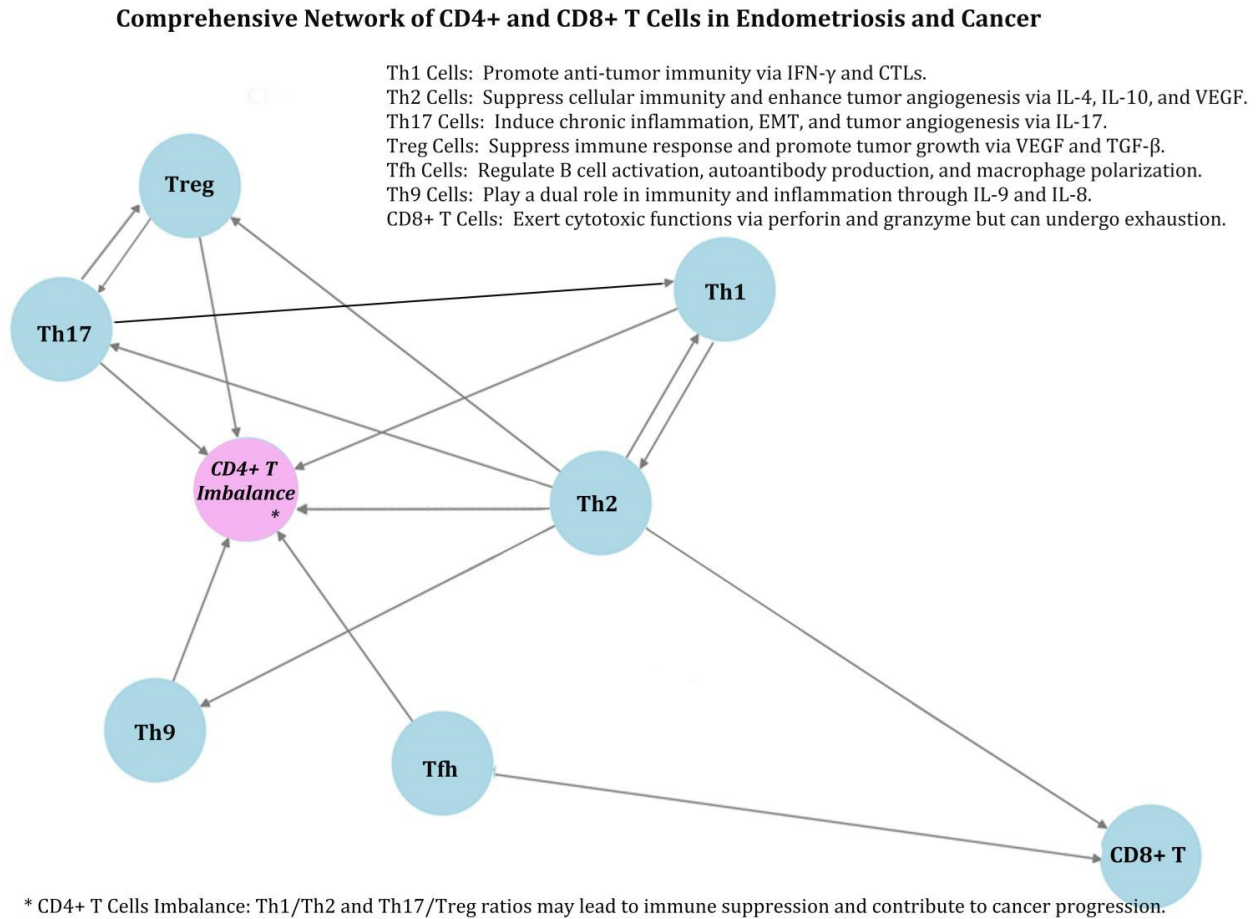 Comprehensive Network of CD4+ and CD8+ T Cells in Endometriosis and Cancer
Th1 Cells: Promote anti-tumor immunity via IFN-γ and CTLs.
Th2 Cells: Suppress cellular immunity and enhance tumor angiogenesis via IL-4, IL-10, and VEGF.
Th17 Cells: Induce chronic inflammation, EMT, and tumor angiogenesis via IL-17.
Treg Cells: Suppress immune response and promote tumor growth via VEGF and TGF-β.
Tfh Cells: Regulate B cell activation, autoantibody production, and macrophage polarization.
Th9 Cells: Play a dual role in immunity and inflammation through IL-9 and IL-8.
CD8+ T Cells: Exert cytotoxic functions via perforin and granzyme but can undergo exhaustion.
Treg
Th1
Th17
CD4+ T
Imbalance
*
Th2
Th9
Tfh
CD8+ T
* CD4+ T Cells Imbalance: Th1/Th2 and Th17/Treg ratios may lead to immune suppression and contribute to cancer progression.